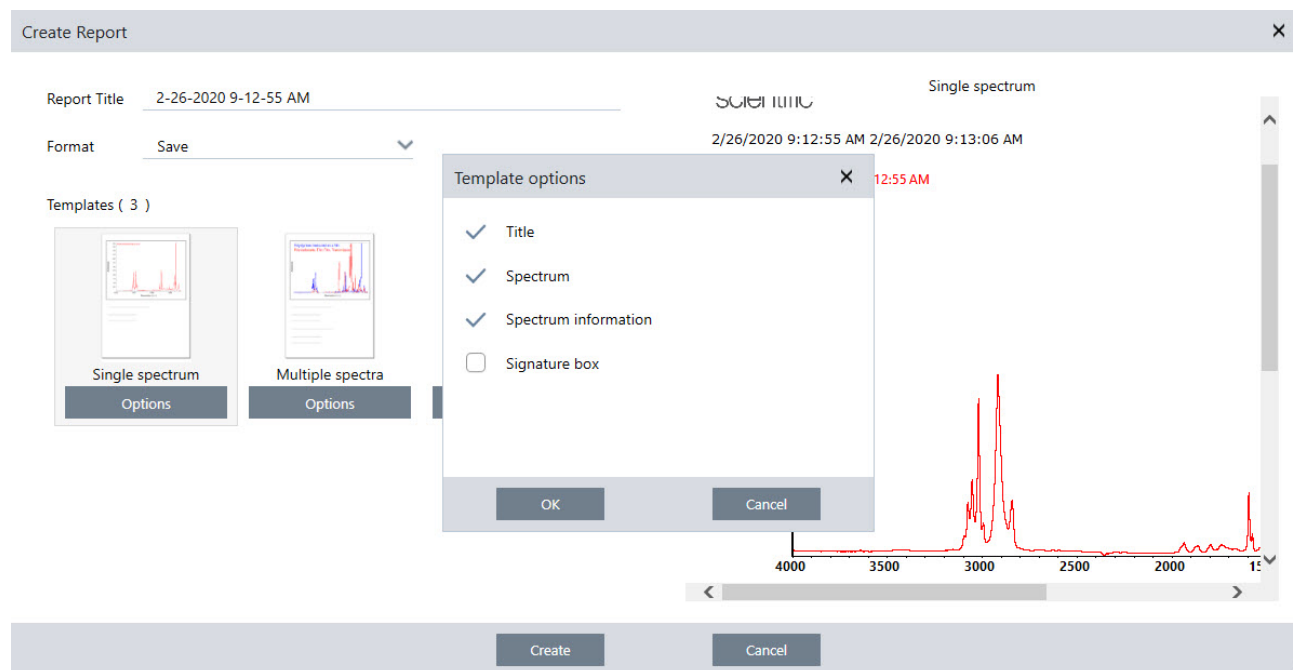 Create Report
Report Title 2-26-2020 9-12-55 AM
Format Save
Templates ( 3 )
Single spectrum
Options
Multiple spectra
Options
Template options
Title
Spectrum
Spectrum information
Signature box
OK
Cancel
Single spectrum
2/26/2020 9:12:55 AM 2/26/2020 9:13:06 AM
12:55 AM
4000 3500 3000 2500 2000
Create
Cancel